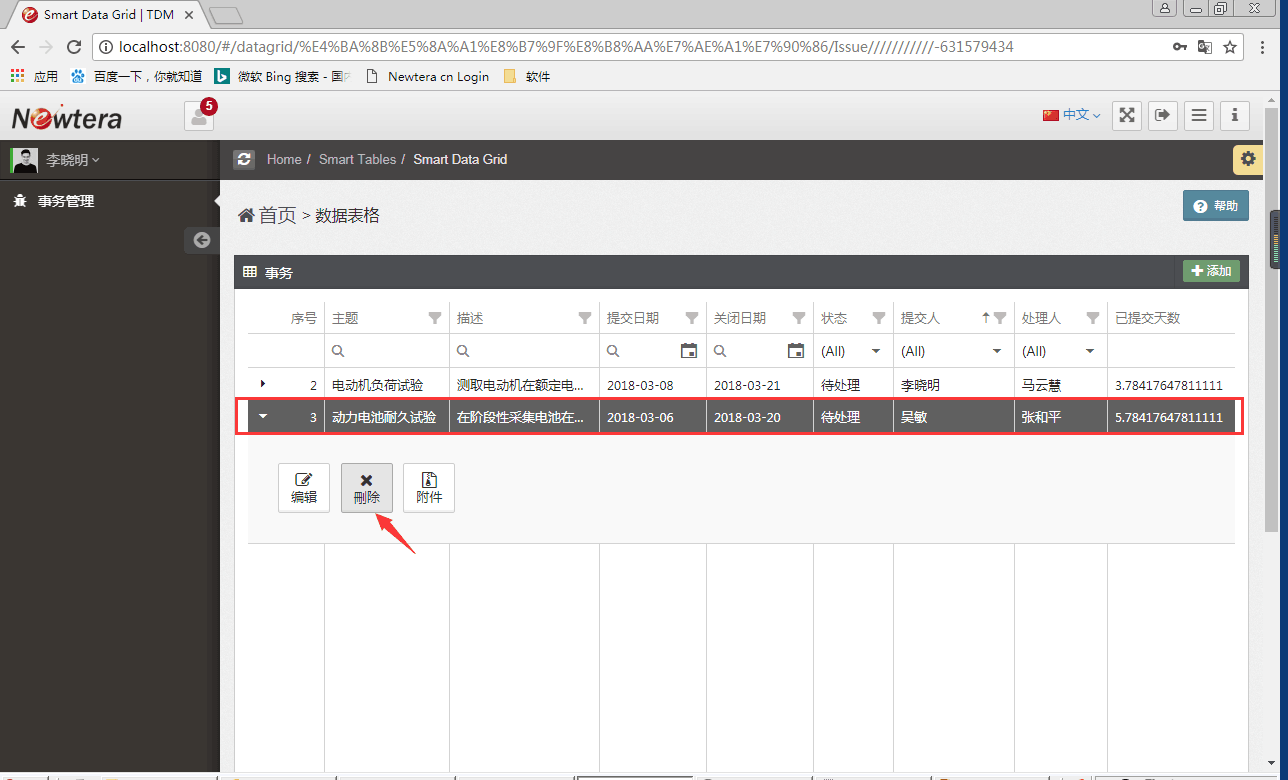 Smart Data Grid | TDM
localhost:8080/#/datagrid/%E4%BA%8B%E5%8A%A1%E8%B7%9F%E8%B8%AA%E7%AE%A1%E7%90%86/Issue///////////-631579434
应用 百度一下，你就知道 微软 Bing 搜索 - 国 Newtera cn Login 软件
Newtera 5 中文
李晓明 Home / Smart Tables / Smart Data Grid
事务管理
首页 > 数据表格 帮助
事务 添加
序号 主题 描述 提交日期 关闭日期 状态 提交人 处理人 已提交天数
(All) (All) (All)
2 电动机负荷试验 测取电动机在额定电... 2018-03-08 2018-03-21 待处理 李晓明 马云慧 3.78417647811111
3 动力电池耐久试验 在阶段性采集电池在... 2018-03-06 2018-03-20 待处理 吴敏 张和平 5.78417647811111
编辑 刪除 附件